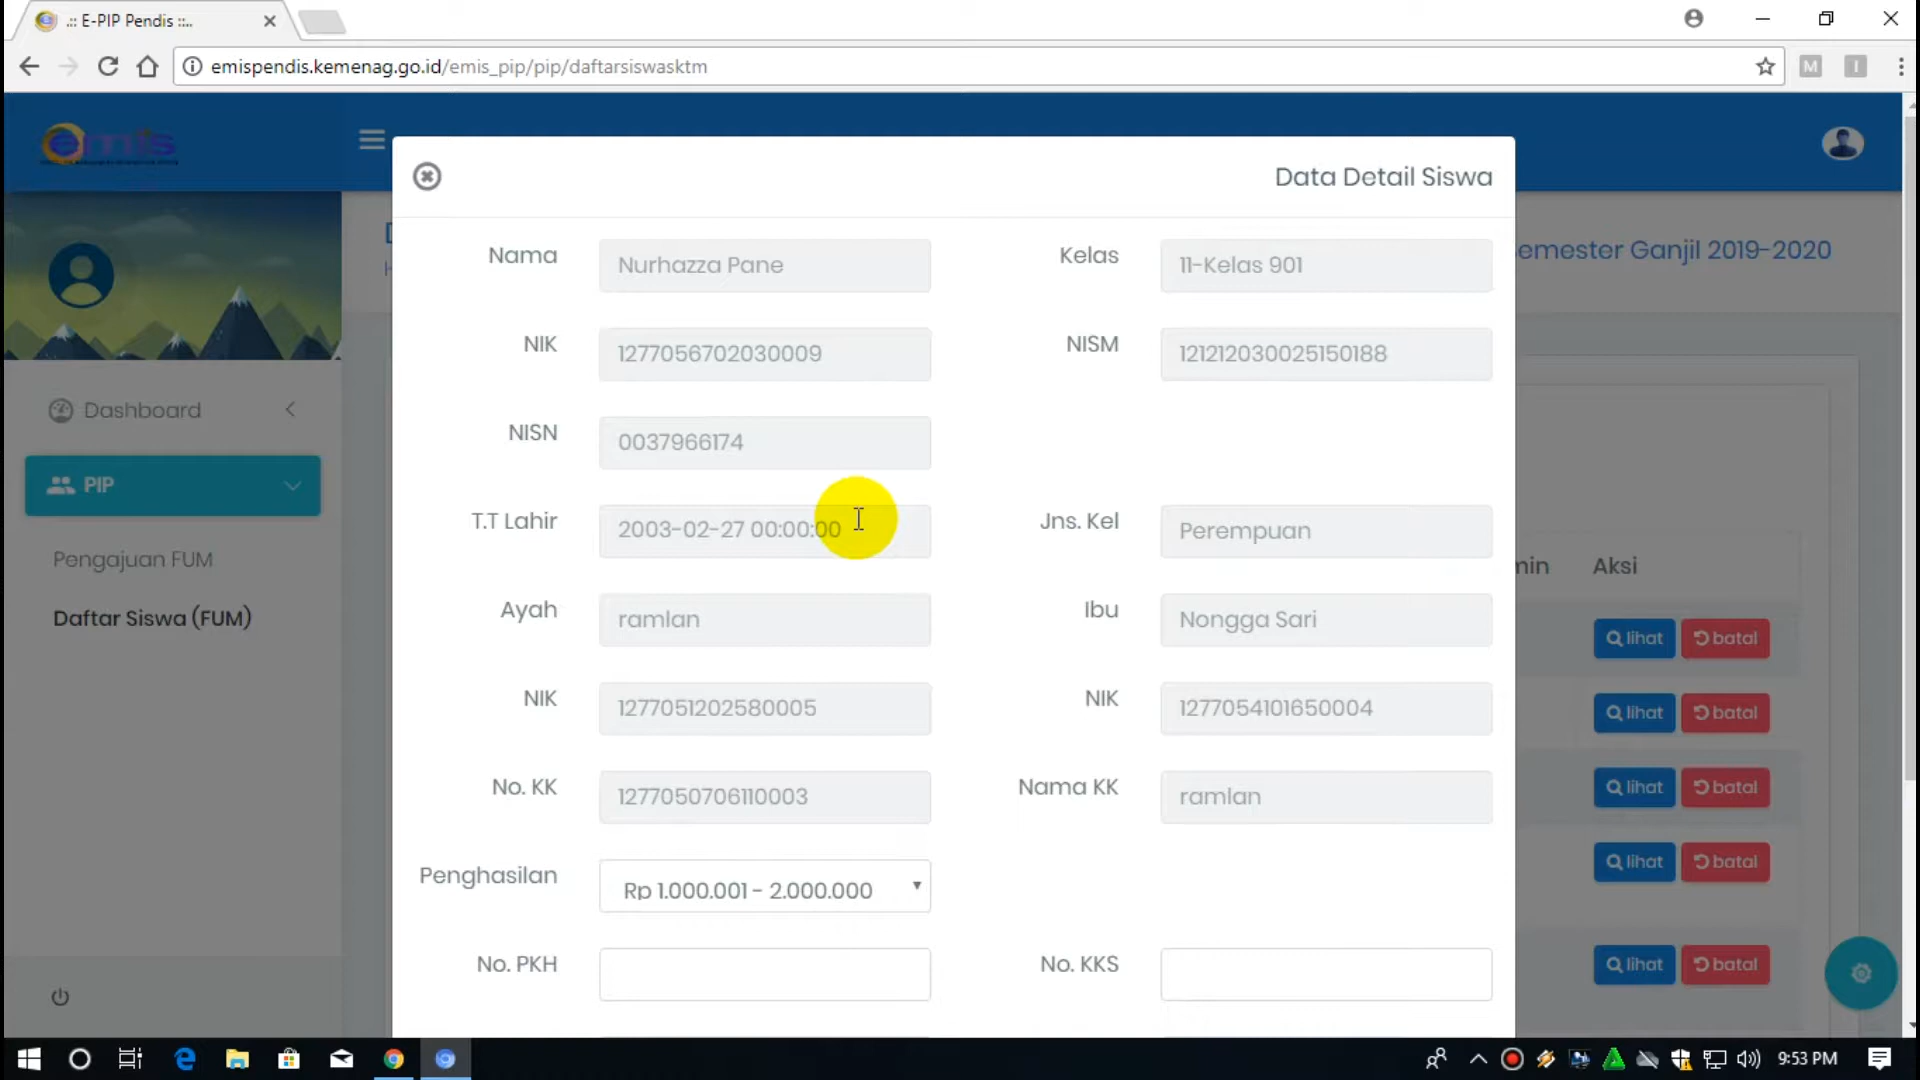 .:: E-PIP Pendis ::..
emispendis.kemenag.go.id/emis_pip/pip/daftarsiswasktm
M
I
emis
Data Detail Siswa
Nama
Nurhazza Pane
Kelas
11-Kelas 901
emester Ganjil 2019-2020
NIK
1277056702030009
NISM
121212030025150188
Dashboard
NISN
0037966174
PIP
T.T Lahir
2003-02-27 00:00:00
Jns. Kel
Perempuan
Pengajuan FUM
min
Aksi
Daftar Siswa (FUM)
Ayah
ramlan
Ibu
Nongga Sari
lihat
batal
NIK
1277051202580005
NIK
1277054101650004
lihat
batal
No. KK
1277050706110003
Nama KK
ramlan
lihat
batal
Penghasilan
Rp 1.000.001 - 2.000.000
lihat
batal
No. PKH
No. KKS
lihat
batal
9:53 PM